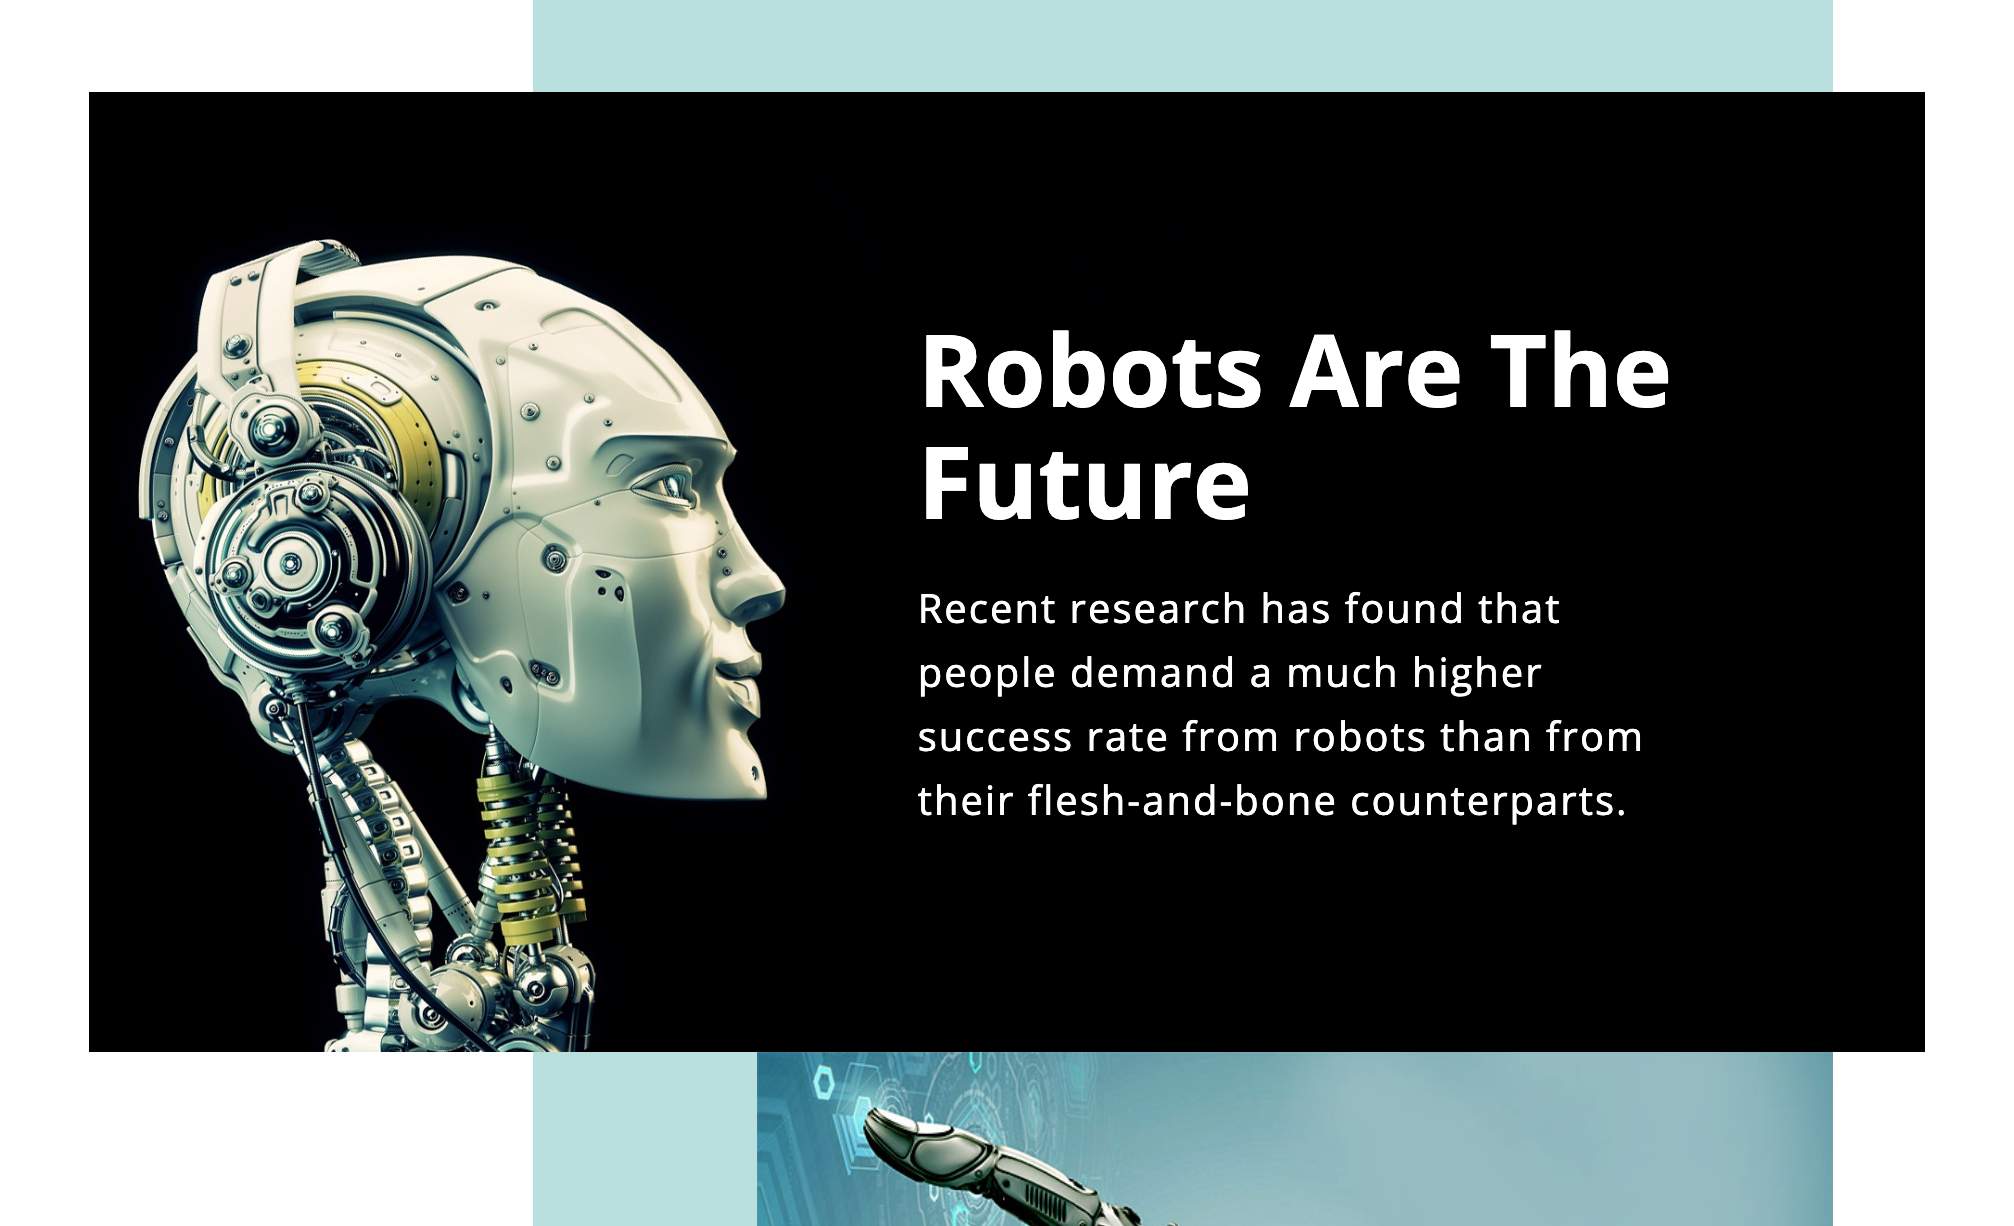 Robots Are The
Future
Recent research has found that
people demand a much higher
success rate from robots than from
their flesh-and-bone counterparts.